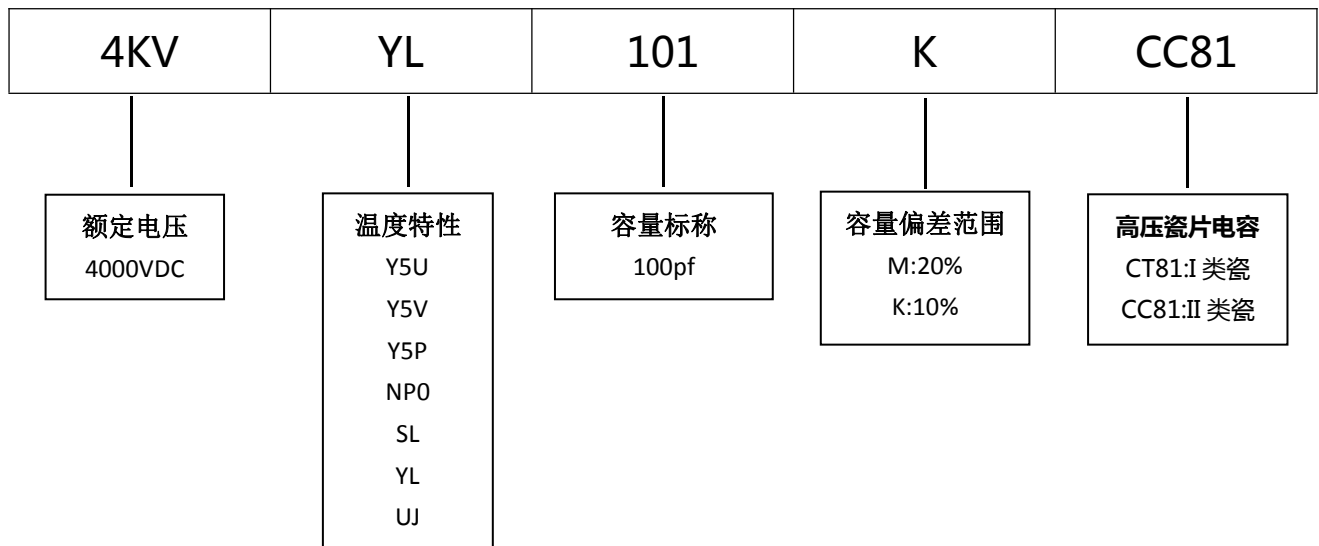 4KV YL 101 K CC81
额定电压
4000VDC
温度特性
Y5U
Y5V
Y5P
NP0
SL
YL
UJ
容量标称
100pf
容量偏差范围
M:20%
K:10%
高压瓷片电容
CT81:I 类瓷
CC81:II 类瓷